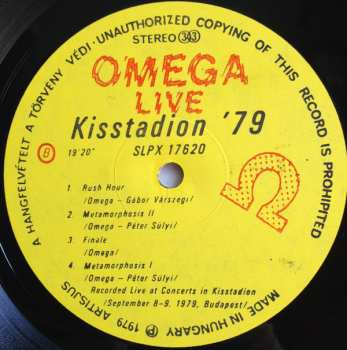 A HANGFELVÉTELT A TÖRVÉNY VÉDI · UNAUTHORIZED COPYING OF THIS RECORD IS PROHIBITED
STEREO 343
OMEGA
LIVE
Kisstadion '79
B 19'20" SLPX 17620
1 Rush Hour
/Omega – Gábor Várszegi/
2 Metamorphosis II
/Omega – Péter Sülyi/
3 Finale
/Omega/
4 Metamorphosis I
/Omega – Péter Sülyi/
Recorded Live at Concerts in Kisstadion
/September 8–9, 1979, Budapest/
MADE IN HUNGARY Ⓟ 1979 ARTISJUS